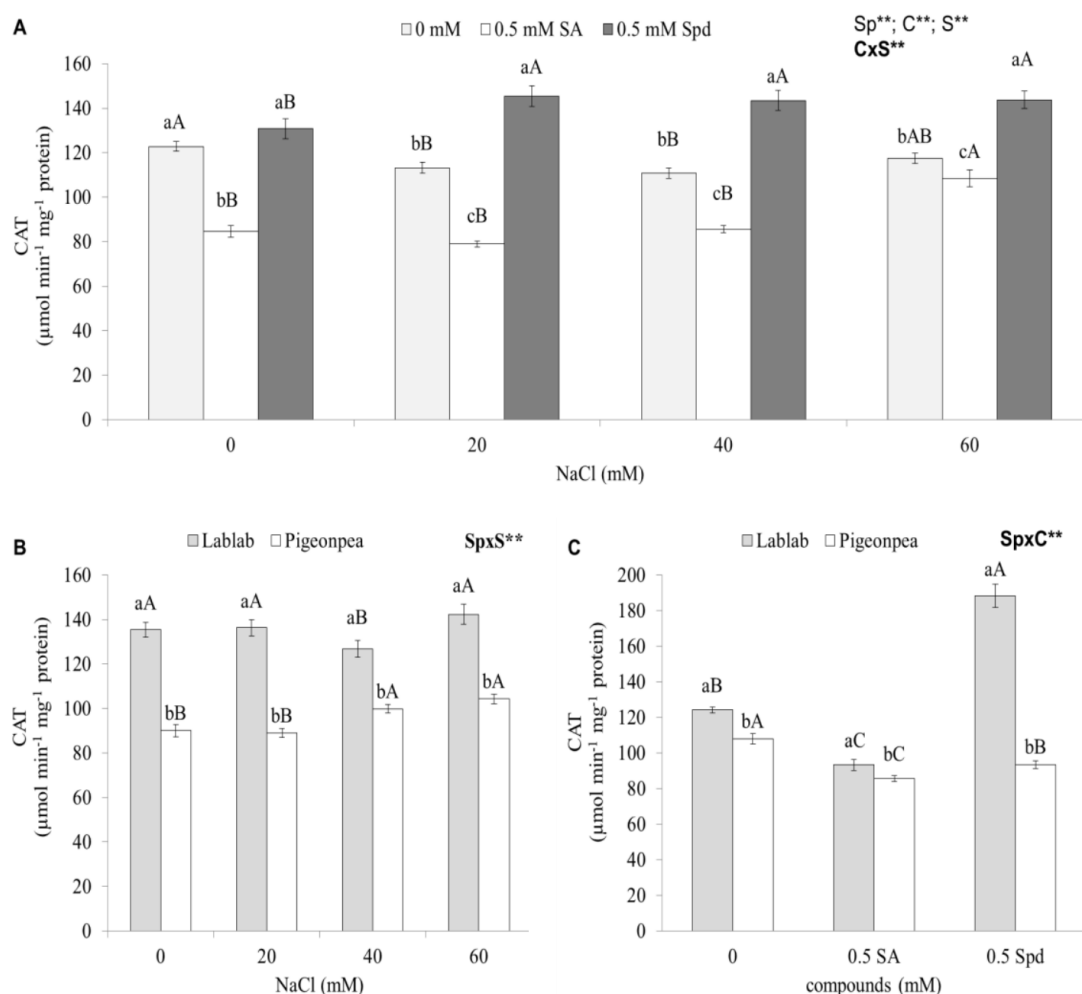 A
0 mM 0.5 mM SA 0.5 mM Spd
Sp**; C**; S**
CxS**
CAT
(µmol min-1 mg-1 protein)
160
140
120
100
80
60
40
20
0
aA
bB
aB
bB
cB
aA
bB
cB
aA
bAB
cA
aA
0
20
40
60
NaCl (mM)
B
Lablab Pigeonpea
SpxS**
CAT
(µmol min-1 mg-1 protein)
160
140
120
100
80
60
40
20
0
aA
bB
aA
bB
aB
bA
aA
bA
0
20
40
60
NaCl (mM)
C
Lablab Pigeonpea
SpxC**
CAT
(µmol min-1 mg-1 protein)
200
180
160
140
120
100
80
60
40
20
0
aB
bA
aC
bC
aA
bB
0
0.5 SA
0.5 Spd
compounds (mM)